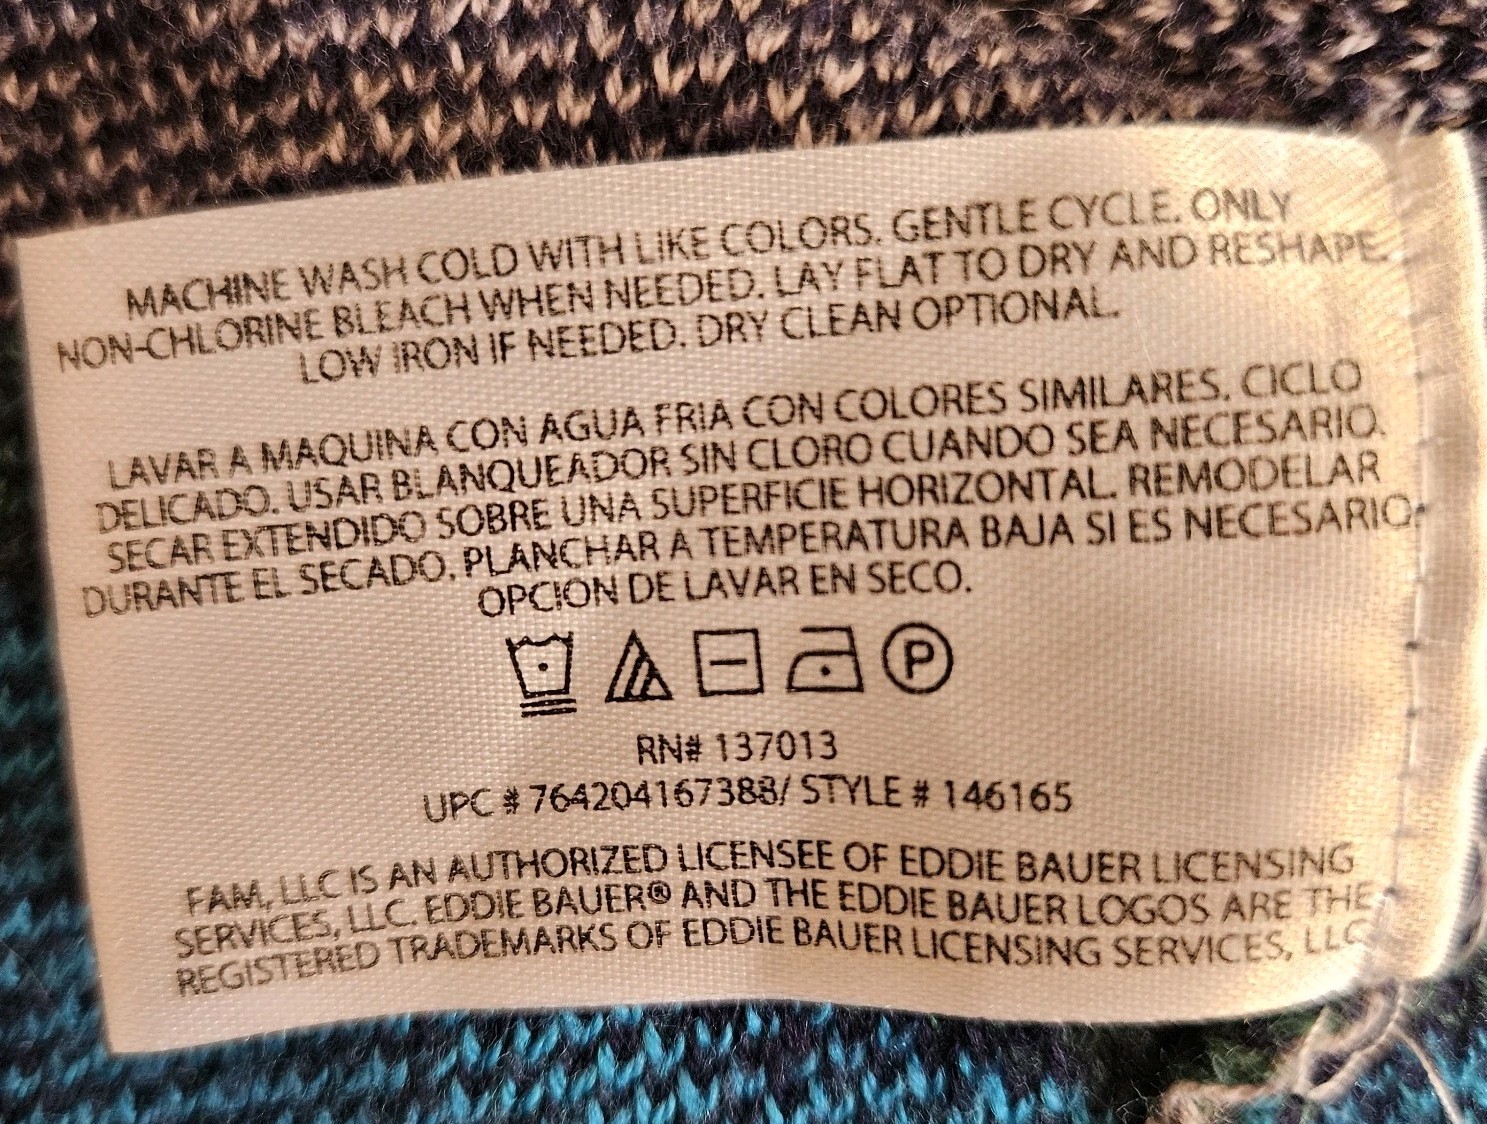 MACHINE WASH COLD WITH LIKE COLORS. GENTLE CYCLE. ONLY
NON-CHLORINE BLEACH WHEN NEEDED. LAY FLAT TO DRY AND RESHAPE.
LOW IRON IF NEEDED. DRY CLEAN OPTIONAL.
LAVAR A MAQUINA CON AGUA FRIA CON COLORES SIMILARES. CICLO
DELICADO. USAR BLANQUEADOR SIN CLORO CUANDO SEA NECESARIO.
SECAR EXTENDIDO SOBRE UNA SUPERFICIE HORIZONTAL. REMODELAR
DURANTE EL SECADO. PLANCHAR A TEMPERATURA BAJA SI ES NECESARIO.
OPCION DE LAVAR EN SECO.
P
RN# 137013
UPC # 764204167388/ STYLE # 146165
FAM, LLC IS AN AUTHORIZED LICENSEE OF EDDIE BAUER LICENSING
SERVICES, LLC. EDDIE BAUER® AND THE EDDIE BAUER LOGOS ARE THE
REGISTERED TRADEMARKS OF EDDIE BAUER LICENSING SERVICES, LLC